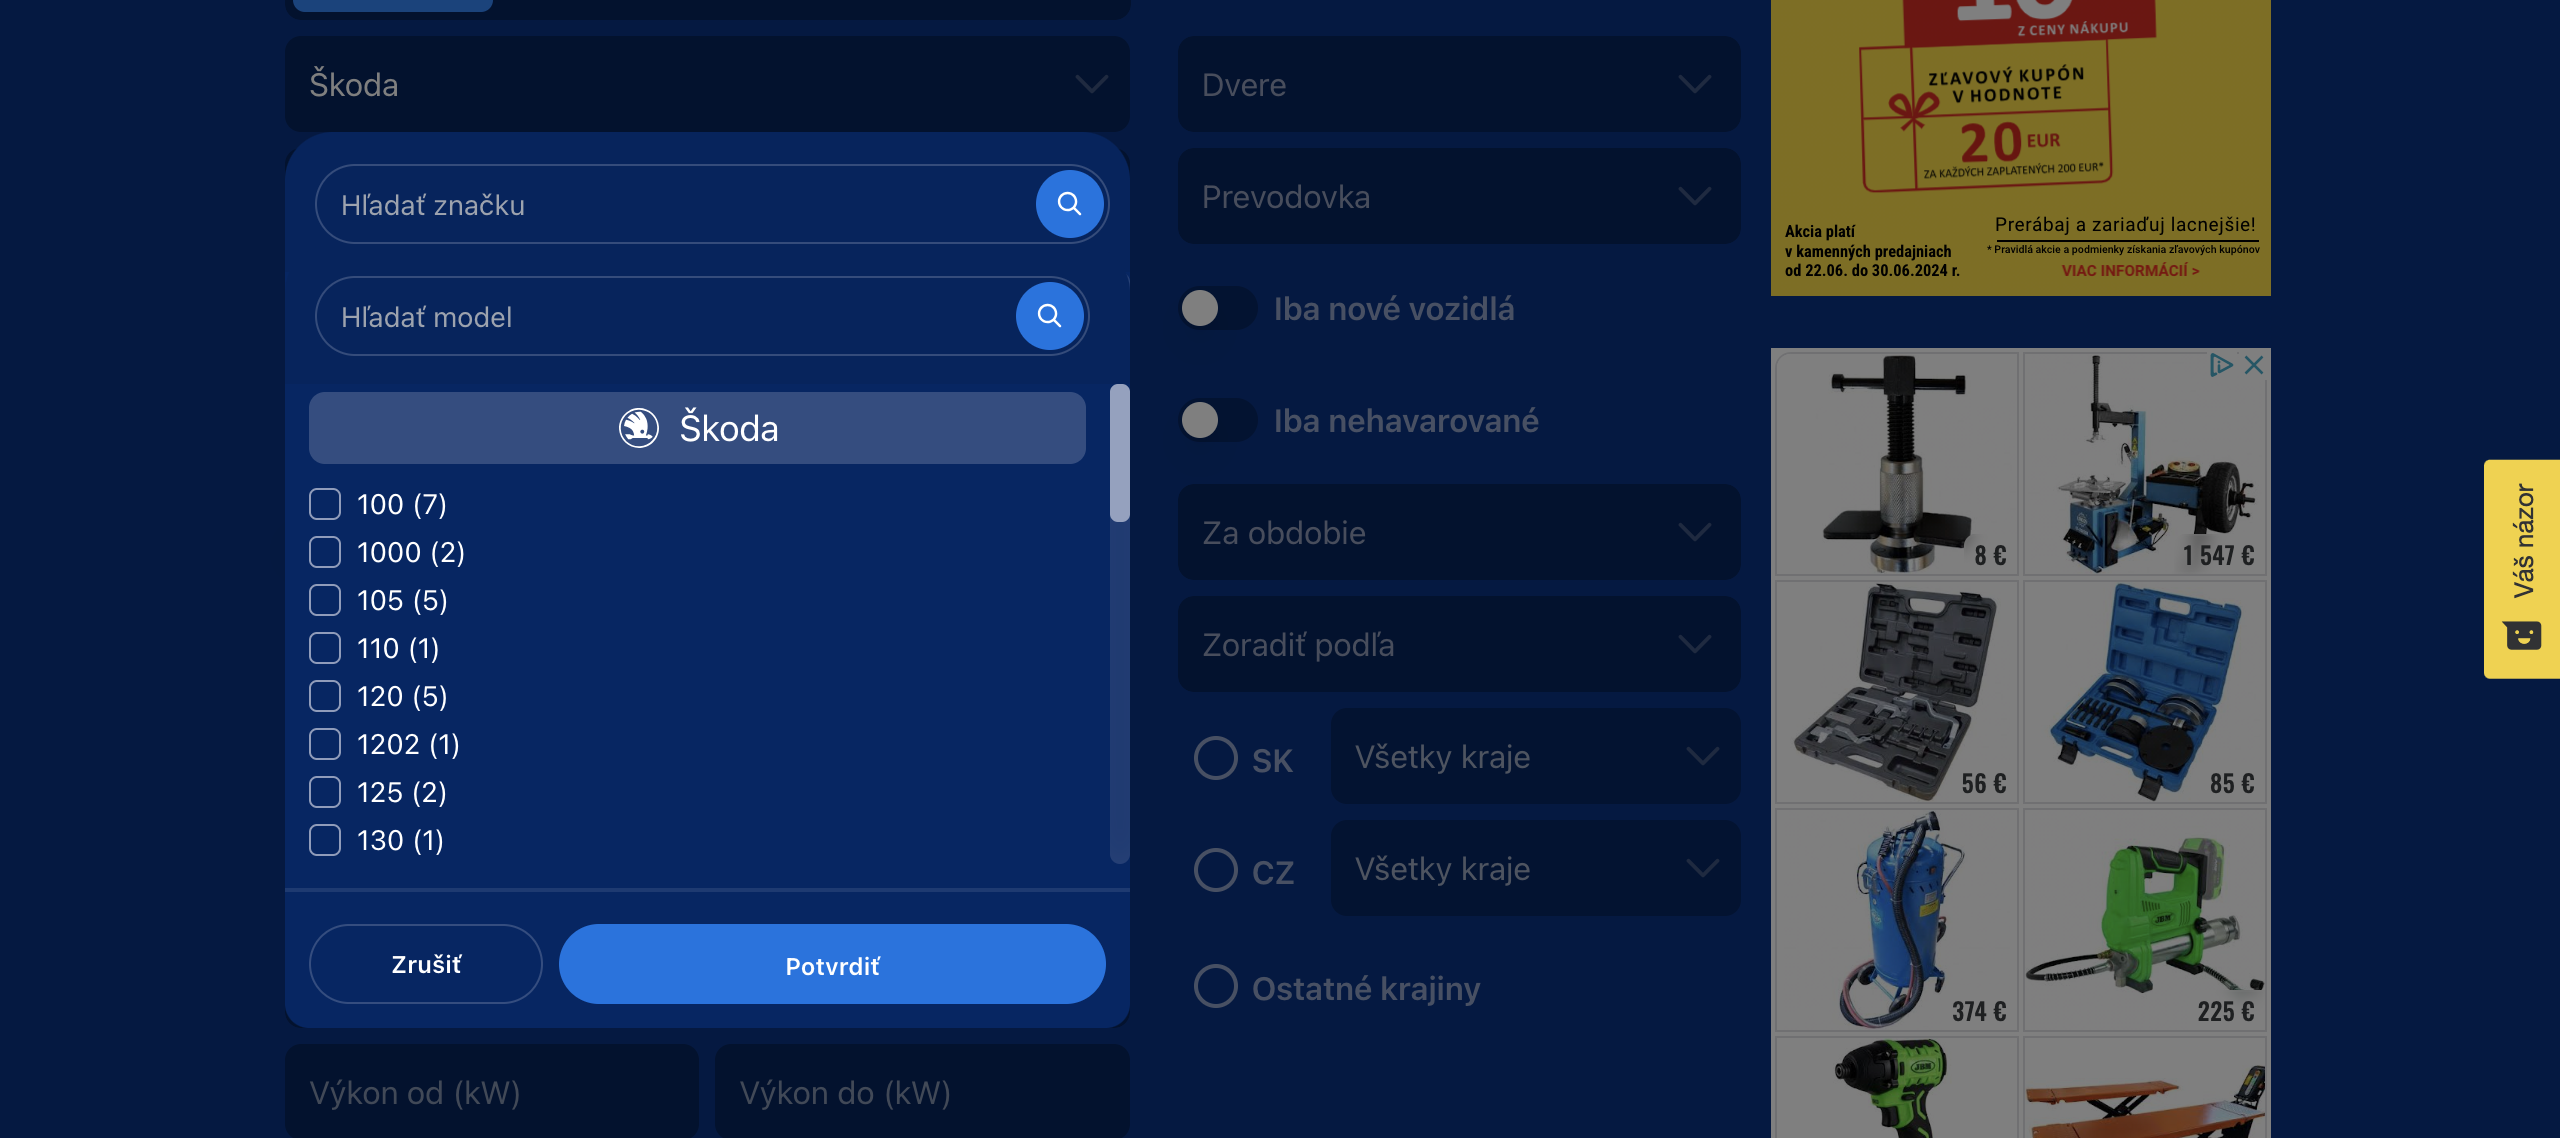 Škoda
Hľadať značku
Hľadať model
Škoda
100 (7)
1000 (2)
105 (5)
110 (1)
120 (5)
1202 (1)
125 (2)
130 (1)
Zrušiť
Potvrdiť
Výkon od (kW)
Výkon do (kW)
Dvere
Prevodovka
Iba nové vozidlá
Iba nehavarované
Za obdobie
Zoradiť podľa
SK
Všetky kraje
CZ
Všetky kraje
Ostatné krajiny
Z CENY NÁKUPU
ZĽAVOVÝ KUPÓN
V HODNOTE
20 EUR
ZA KAŽDÝCH ZAPLATENÝCH 200 EUR*
Akcia platí
v kamenných predajniach
od 22.06. do 30.06.2024 r.
Prerábaj a zariaďuj lacnejšie!
* Pravidlá akcie a podmienky získania zľavových kupónov
VIAC INFORMÁCIÍ >
8 €
1 547 €
56 €
85 €
374 €
225 €
Váš názor